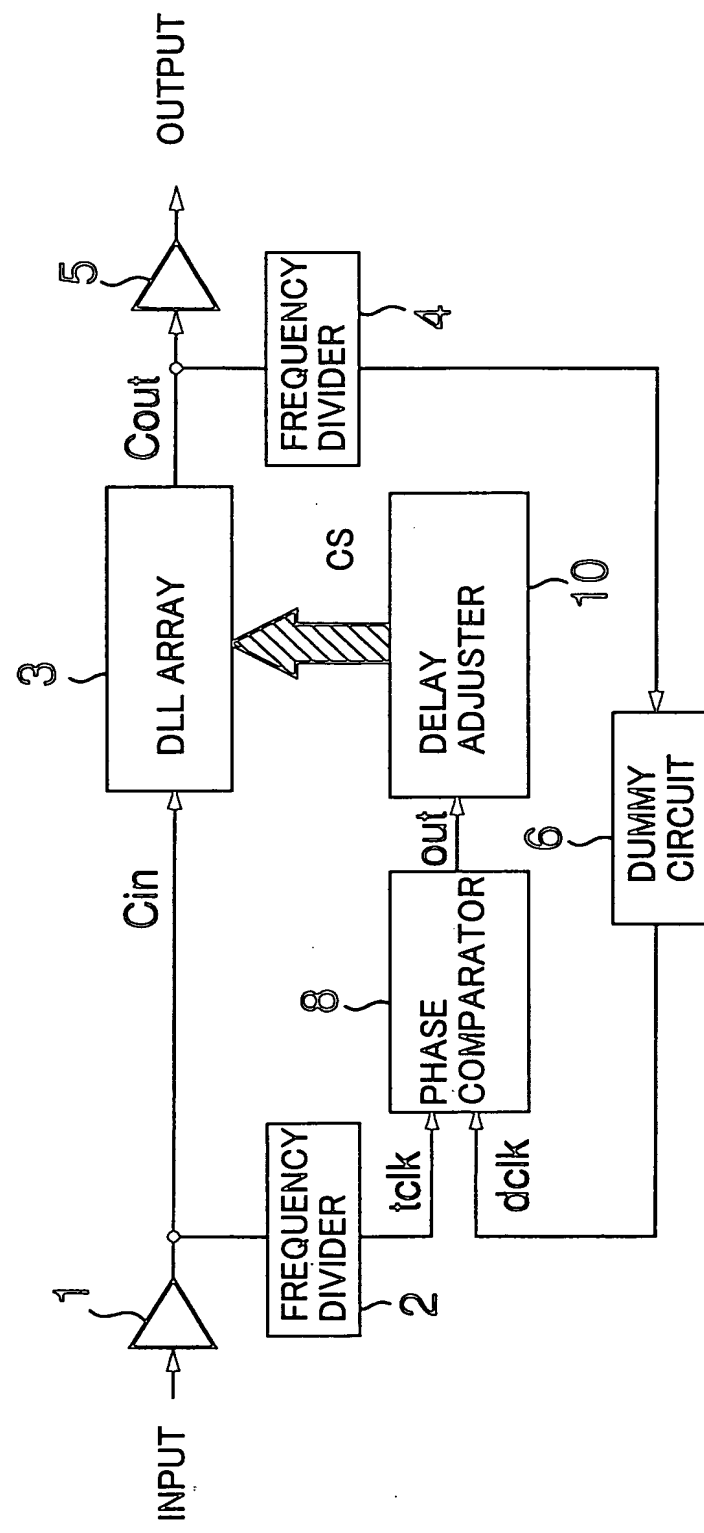 INPUT
1
Cin
3
DLL ARRAY
Cout
5
OUTPUT
FREQUENCY
DIVIDER
2
tclk
dclk
8
PHASE
COMPARATOR
out
DELAY
ADJUSTER
10
CS
FREQUENCY
DIVIDER
4
6
DUMMY
CIRCUIT